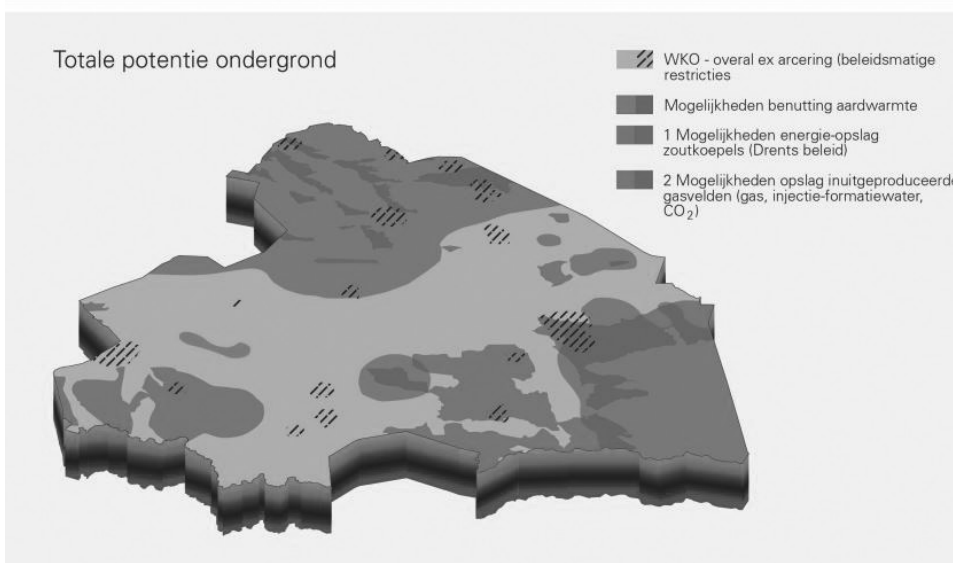 Totale potentie ondergrond
WKO - overal ex arcering (beleidsmatige
restricties
Mogelijkheden benutting aardwarmte
1 Mogelijkheden energie-opslag
zoutkoepels (Drents beleid)
2 Mogelijkheden opslag inuitgeproduceerde
gasvelden (gas, injectie-formatiewater,
CO2)